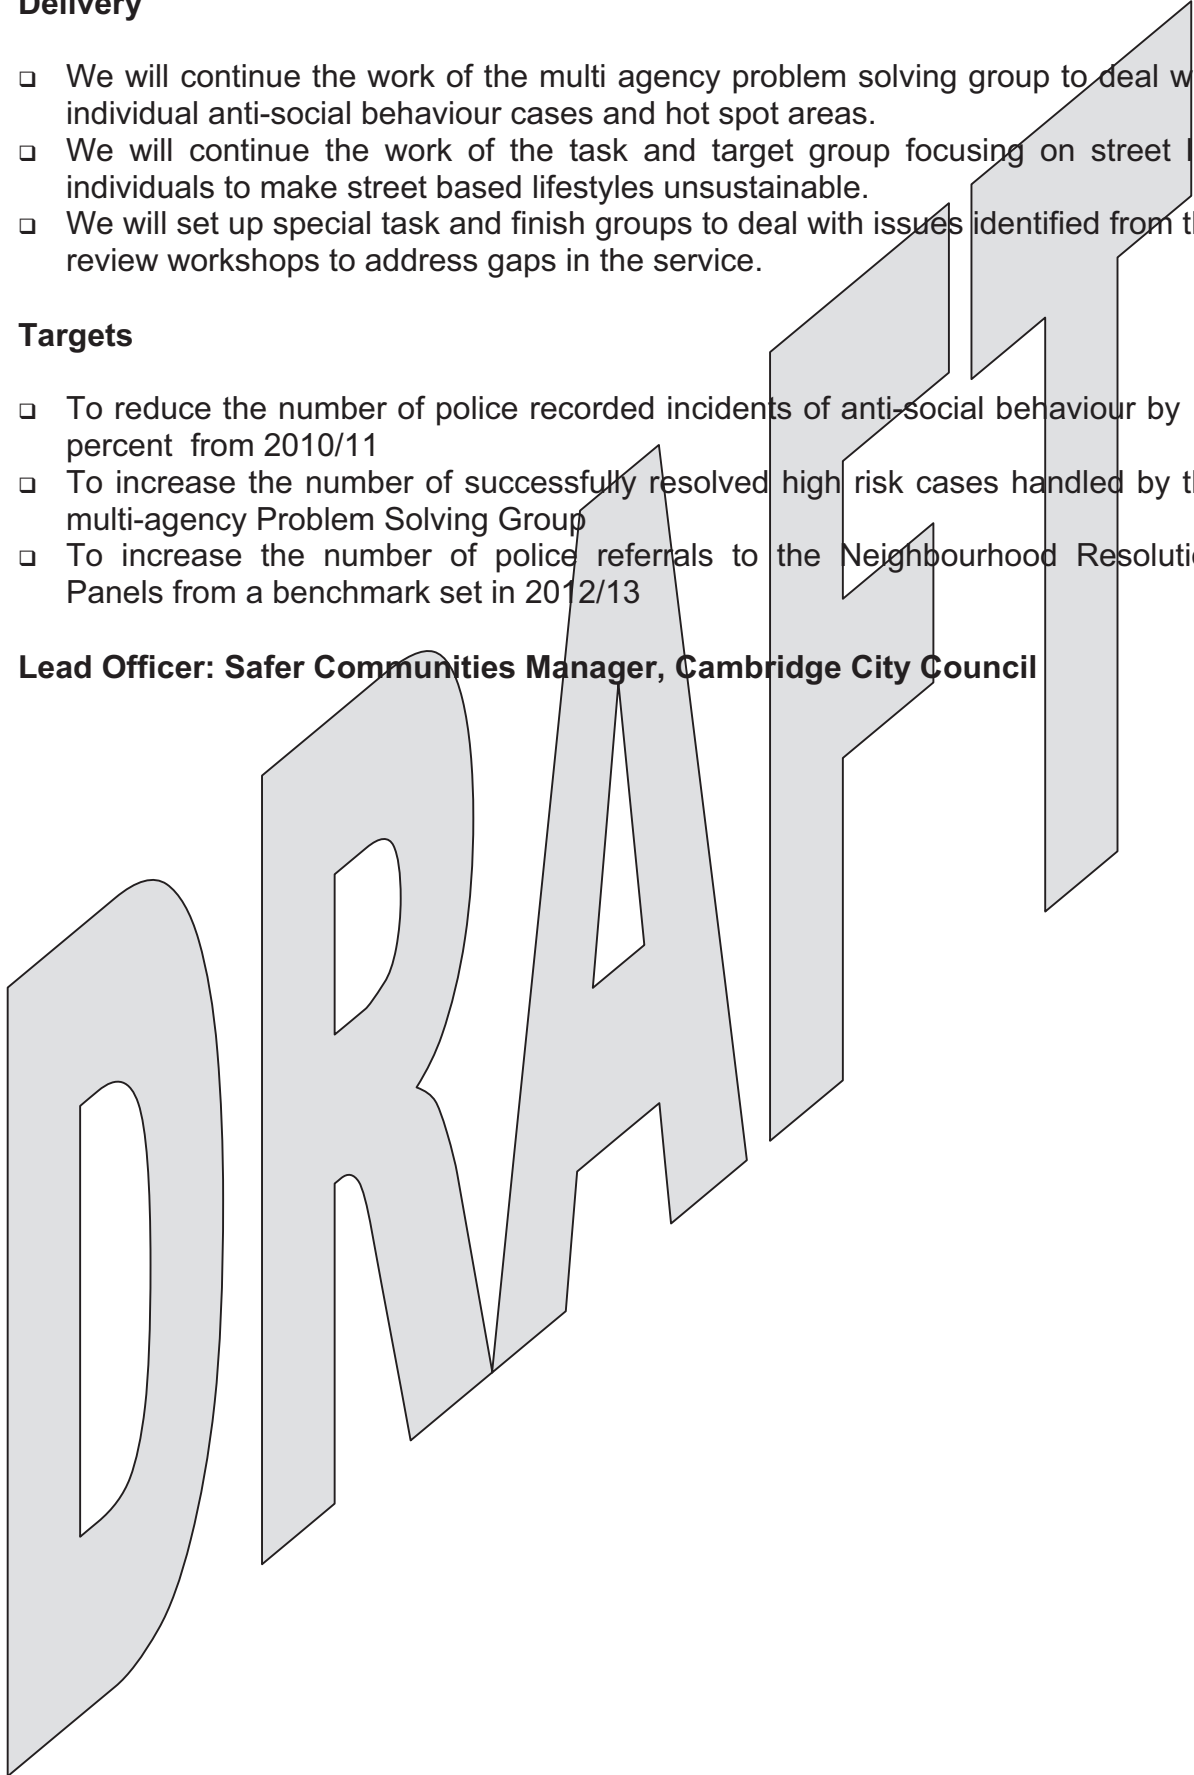 Delivery
❑ We will continue the work of the multi agency problem solving group to deal
individual anti-social behaviour cases and hot spot areas.
❑ We will continue the work of the task and target group focusing on street
individuals to make street based lifestyles unsustainable.
❑ We will set up special task and finish groups to deal with issues identified from
review workshops to address gaps in the service.
Targets
❑ To reduce the number of police recorded incidents of anti-social behaviour by
percent from 2010/11
❑ To increase the number of successfully resolved high risk cases handled by
multi-agency Problem Solving Group
❑ To increase the number of police referrals to the Neighbourhood
Panels from a benchmark set in 2012/13
Lead Officer: Safer Communities Manager, Cambridge City Council
DRAFT